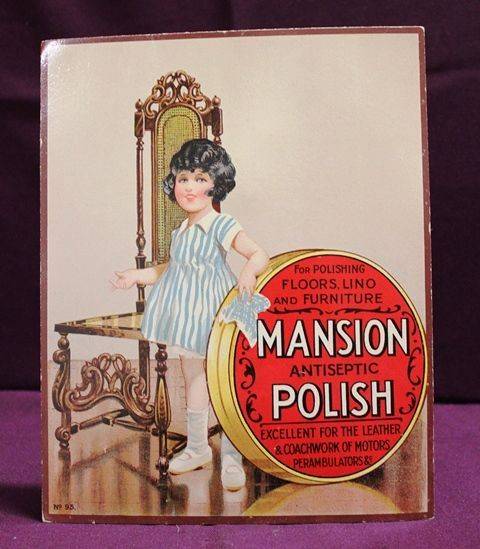 FOR POLISHING
FLOORS, LINO
AND FURNITURE
MANSION
ANTISEPTIC
POLISH
EXCELLENT FOR THE LEATHER
& COACHWORK OF MOTORS
PERAMBULATORS &c
No 93.